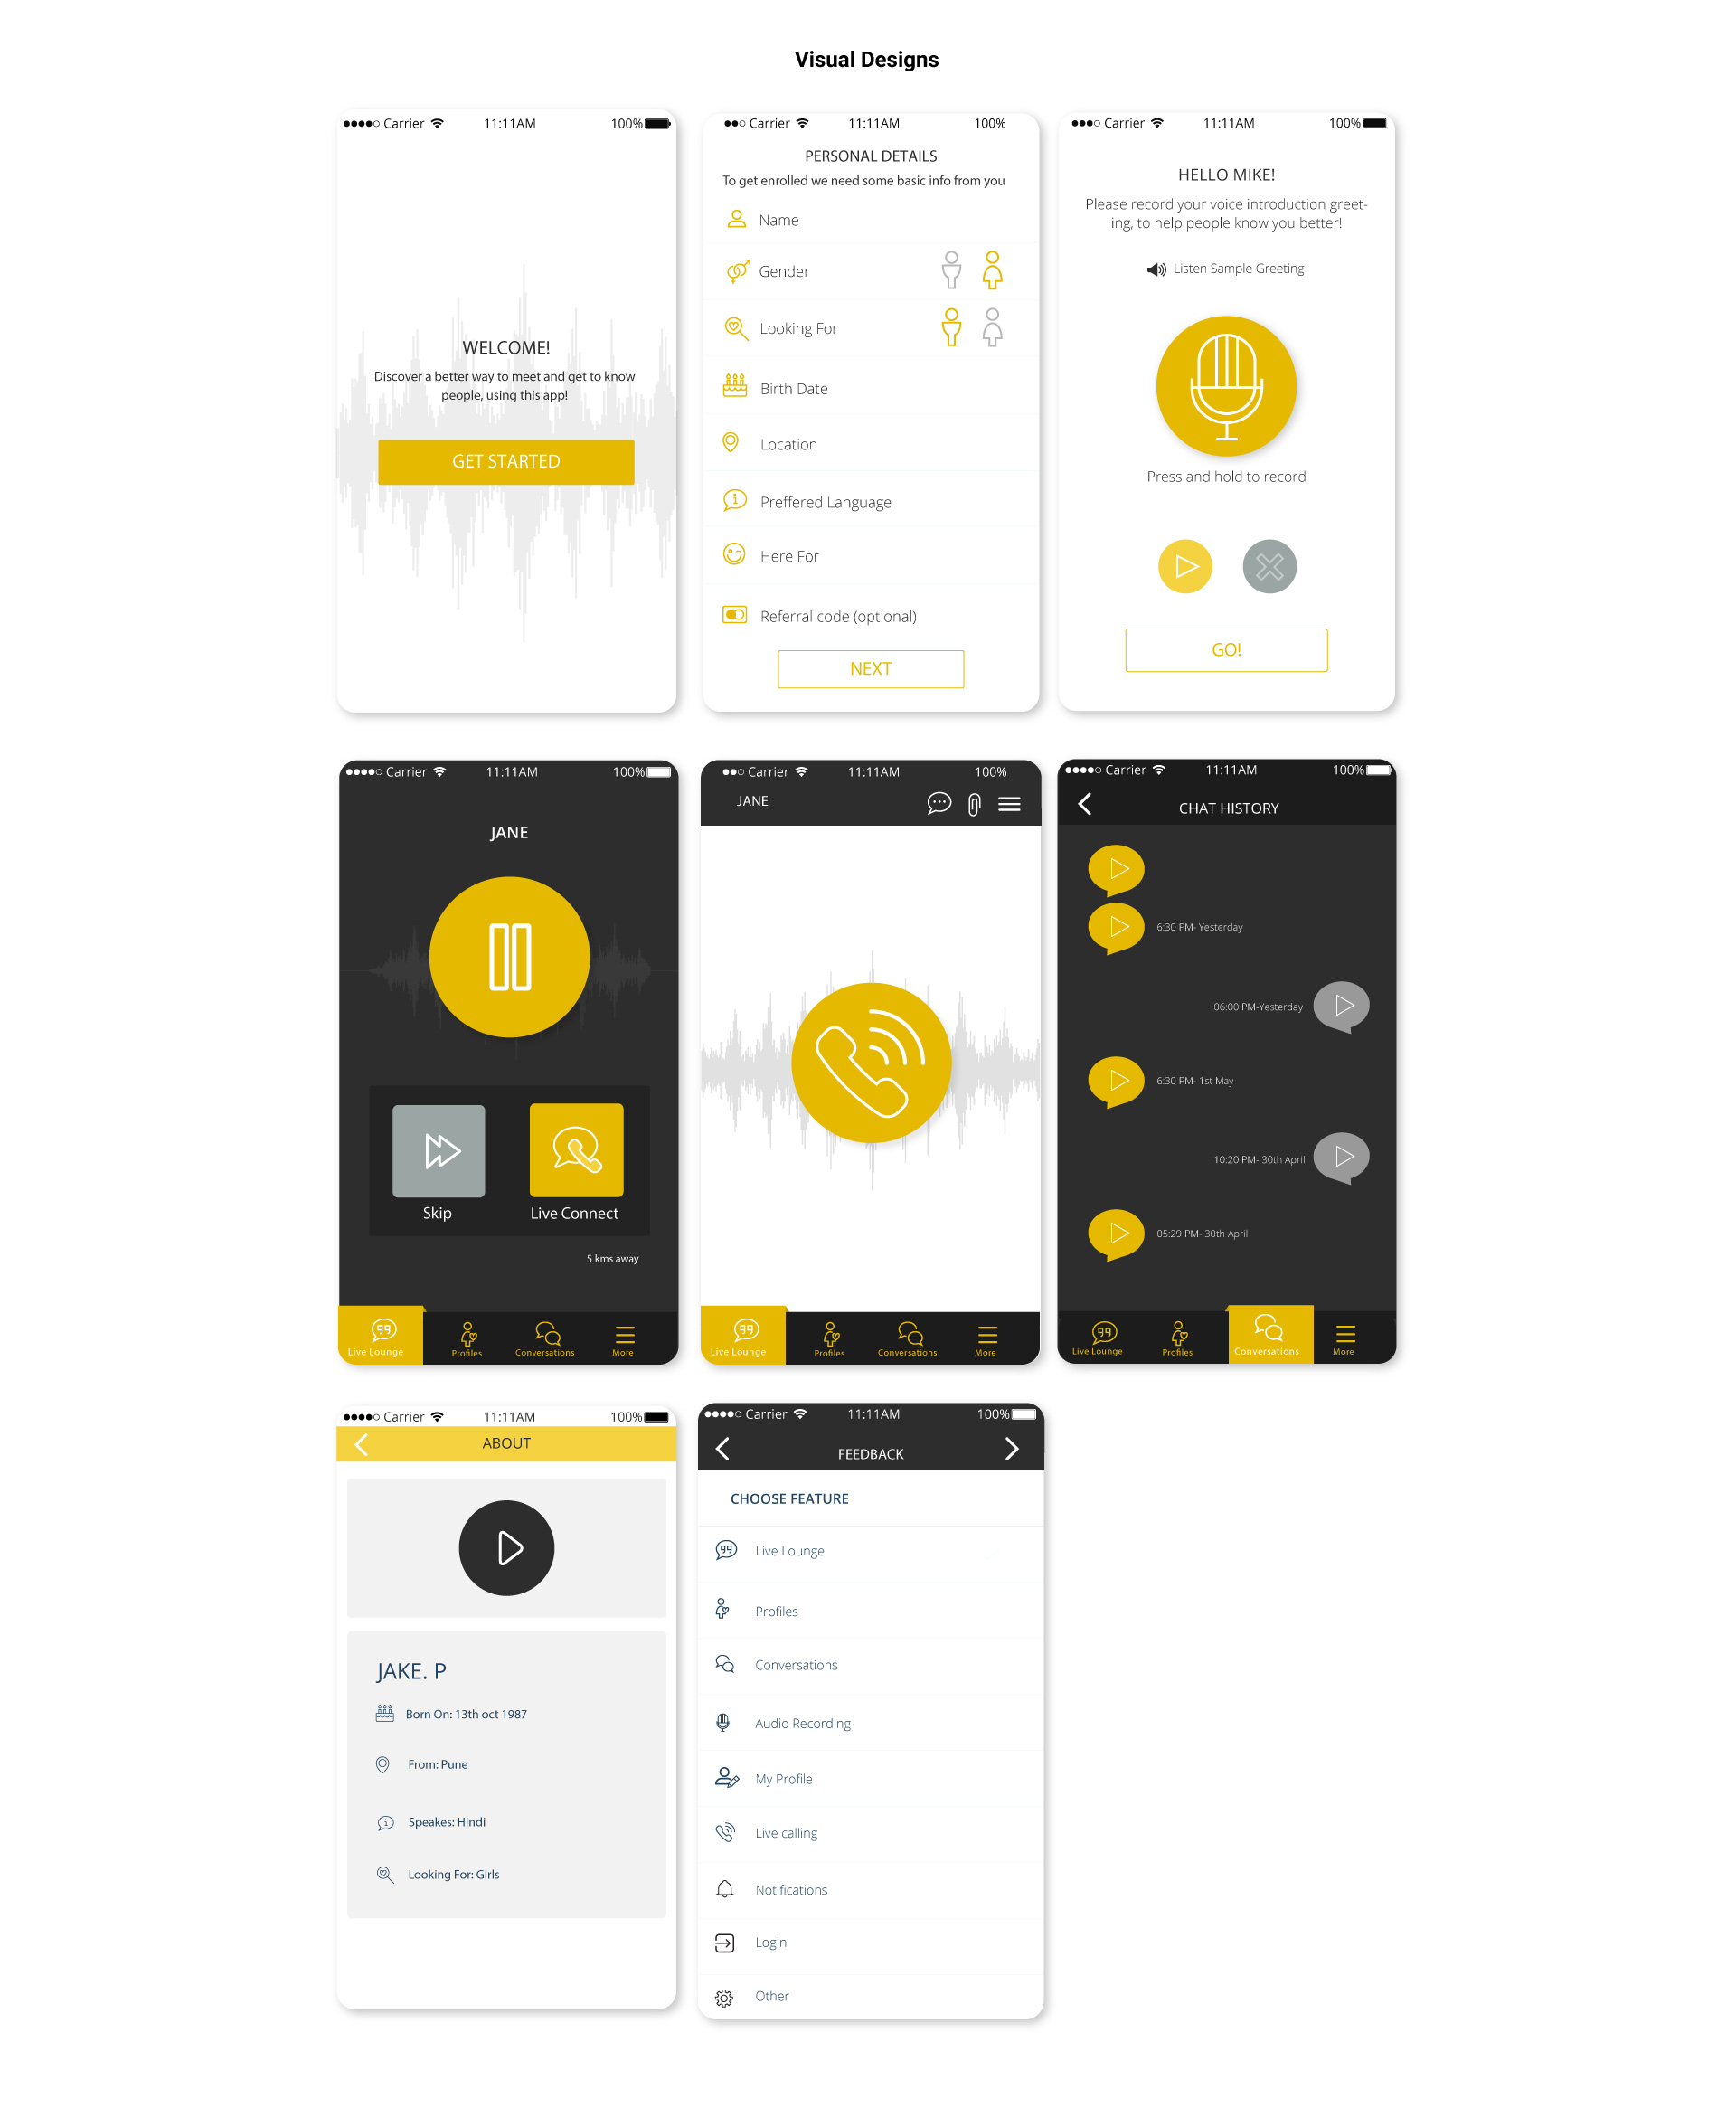 Visual Designs
Carrier 11:11AM 100%
WELCOME!
Discover a better way to meet and get to know
people, using this app!
GET STARTED
Carrier 11:11AM 100%
PERSONAL DETAILS
To get enrolled we need some basic info from you
Name
Gender
Looking For
Birth Date
Location
Preffered Language
Here For
Referral code (optional)
NEXT
Carrier 11:11AM 100%
HELLO MIKE!
Please record your voice introduction greet-
ing, to help people know you better!
Listen Sample Greeting
Press and hold to record
GO!
Carrier 11:11AM 100%
JANE
Skip Live Connect
5 kms away
Live Lounge Profiles Conversations More
Carrier 11:11AM 100%
JANE
Live Lounge Profiles Conversations More
Carrier 11:11AM 100%
CHAT HISTORY
6:30 PM- Yesterday
06:00 PM-Yesterday
6:30 PM- 1st May
10:20 PM- 30th April
05:29 PM- 30th April
Live Lounge Profiles Conversations More
Carrier 11:11AM 100%
ABOUT
JAKE. P
Born On: 13th oct 1987
From: Pune
Speakes: Hindi
Looking For: Girls
Carrier 11:11AM 100%
FEEDBACK
CHOOSE FEATURE
Live Lounge
Profiles
Conversations
Audio Recording
My Profile
Live calling
Notifications
Login
Other